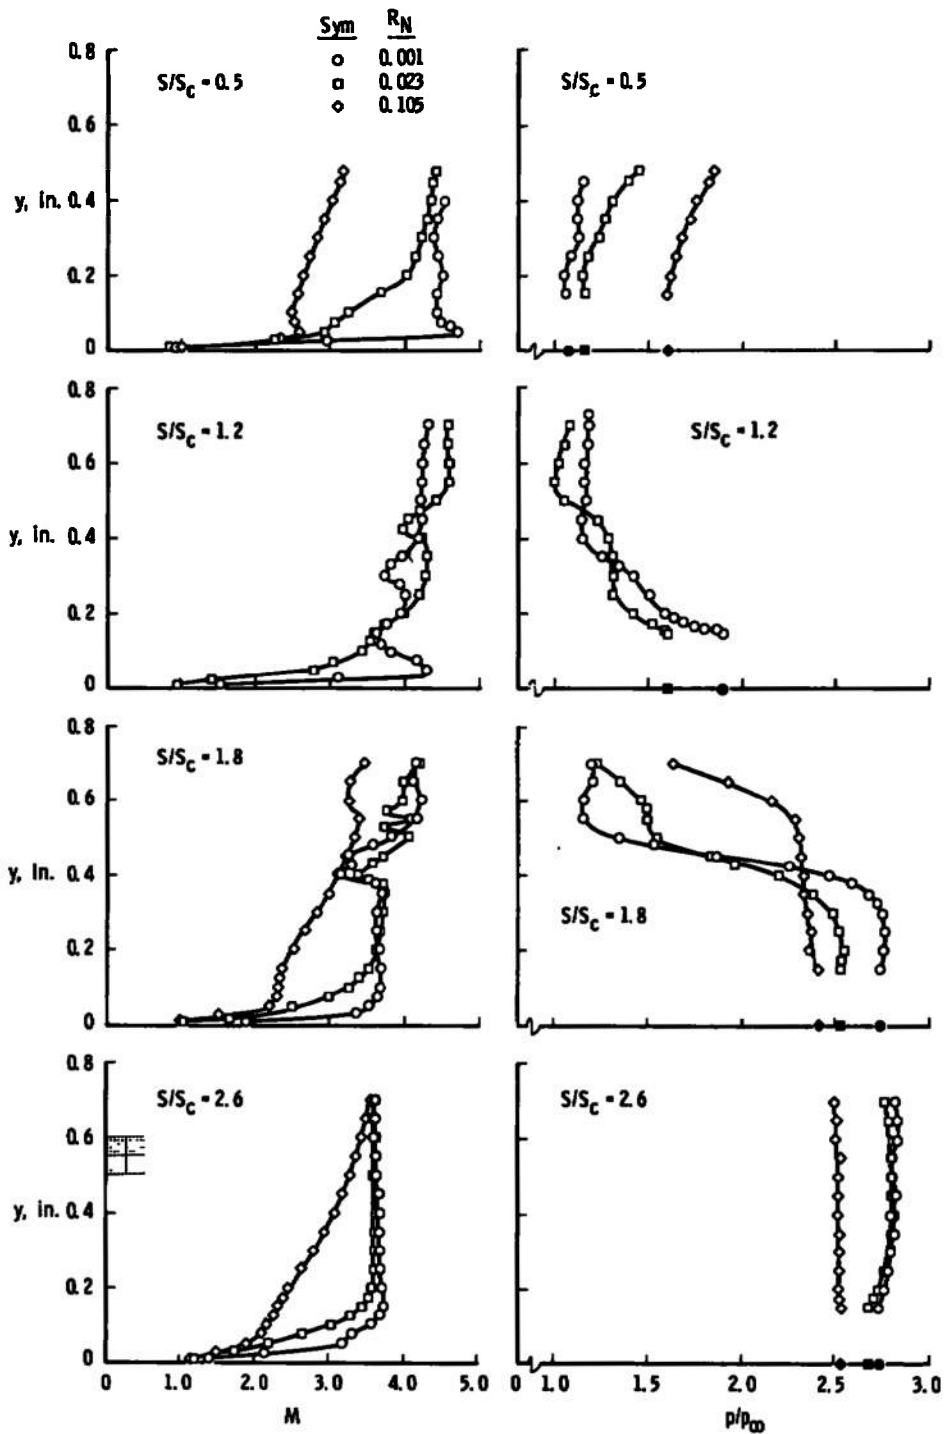 Sym R_N
0.001
0.023
0.105
0.8
S/S_C = 0.5
S/S_C = 0.5
0.6
y, in. 0.4
0.2
0
0.8
S/S_C = 1.2
S/S_C = 1.2
0.6
y, in. 0.4
0.2
0
0.8
S/S_C = 1.8
0.6
y, in. 0.4
S/S_C = 1.8
0.2
0
0.8
S/S_C = 2.6
S/S_C = 2.6
0.6
y, in. 0.4
0.2
0
0 1.0 2.0 3.0 4.0 5.0
0 1.0 1.5 2.0 2.5 3.0
M
p/p∞